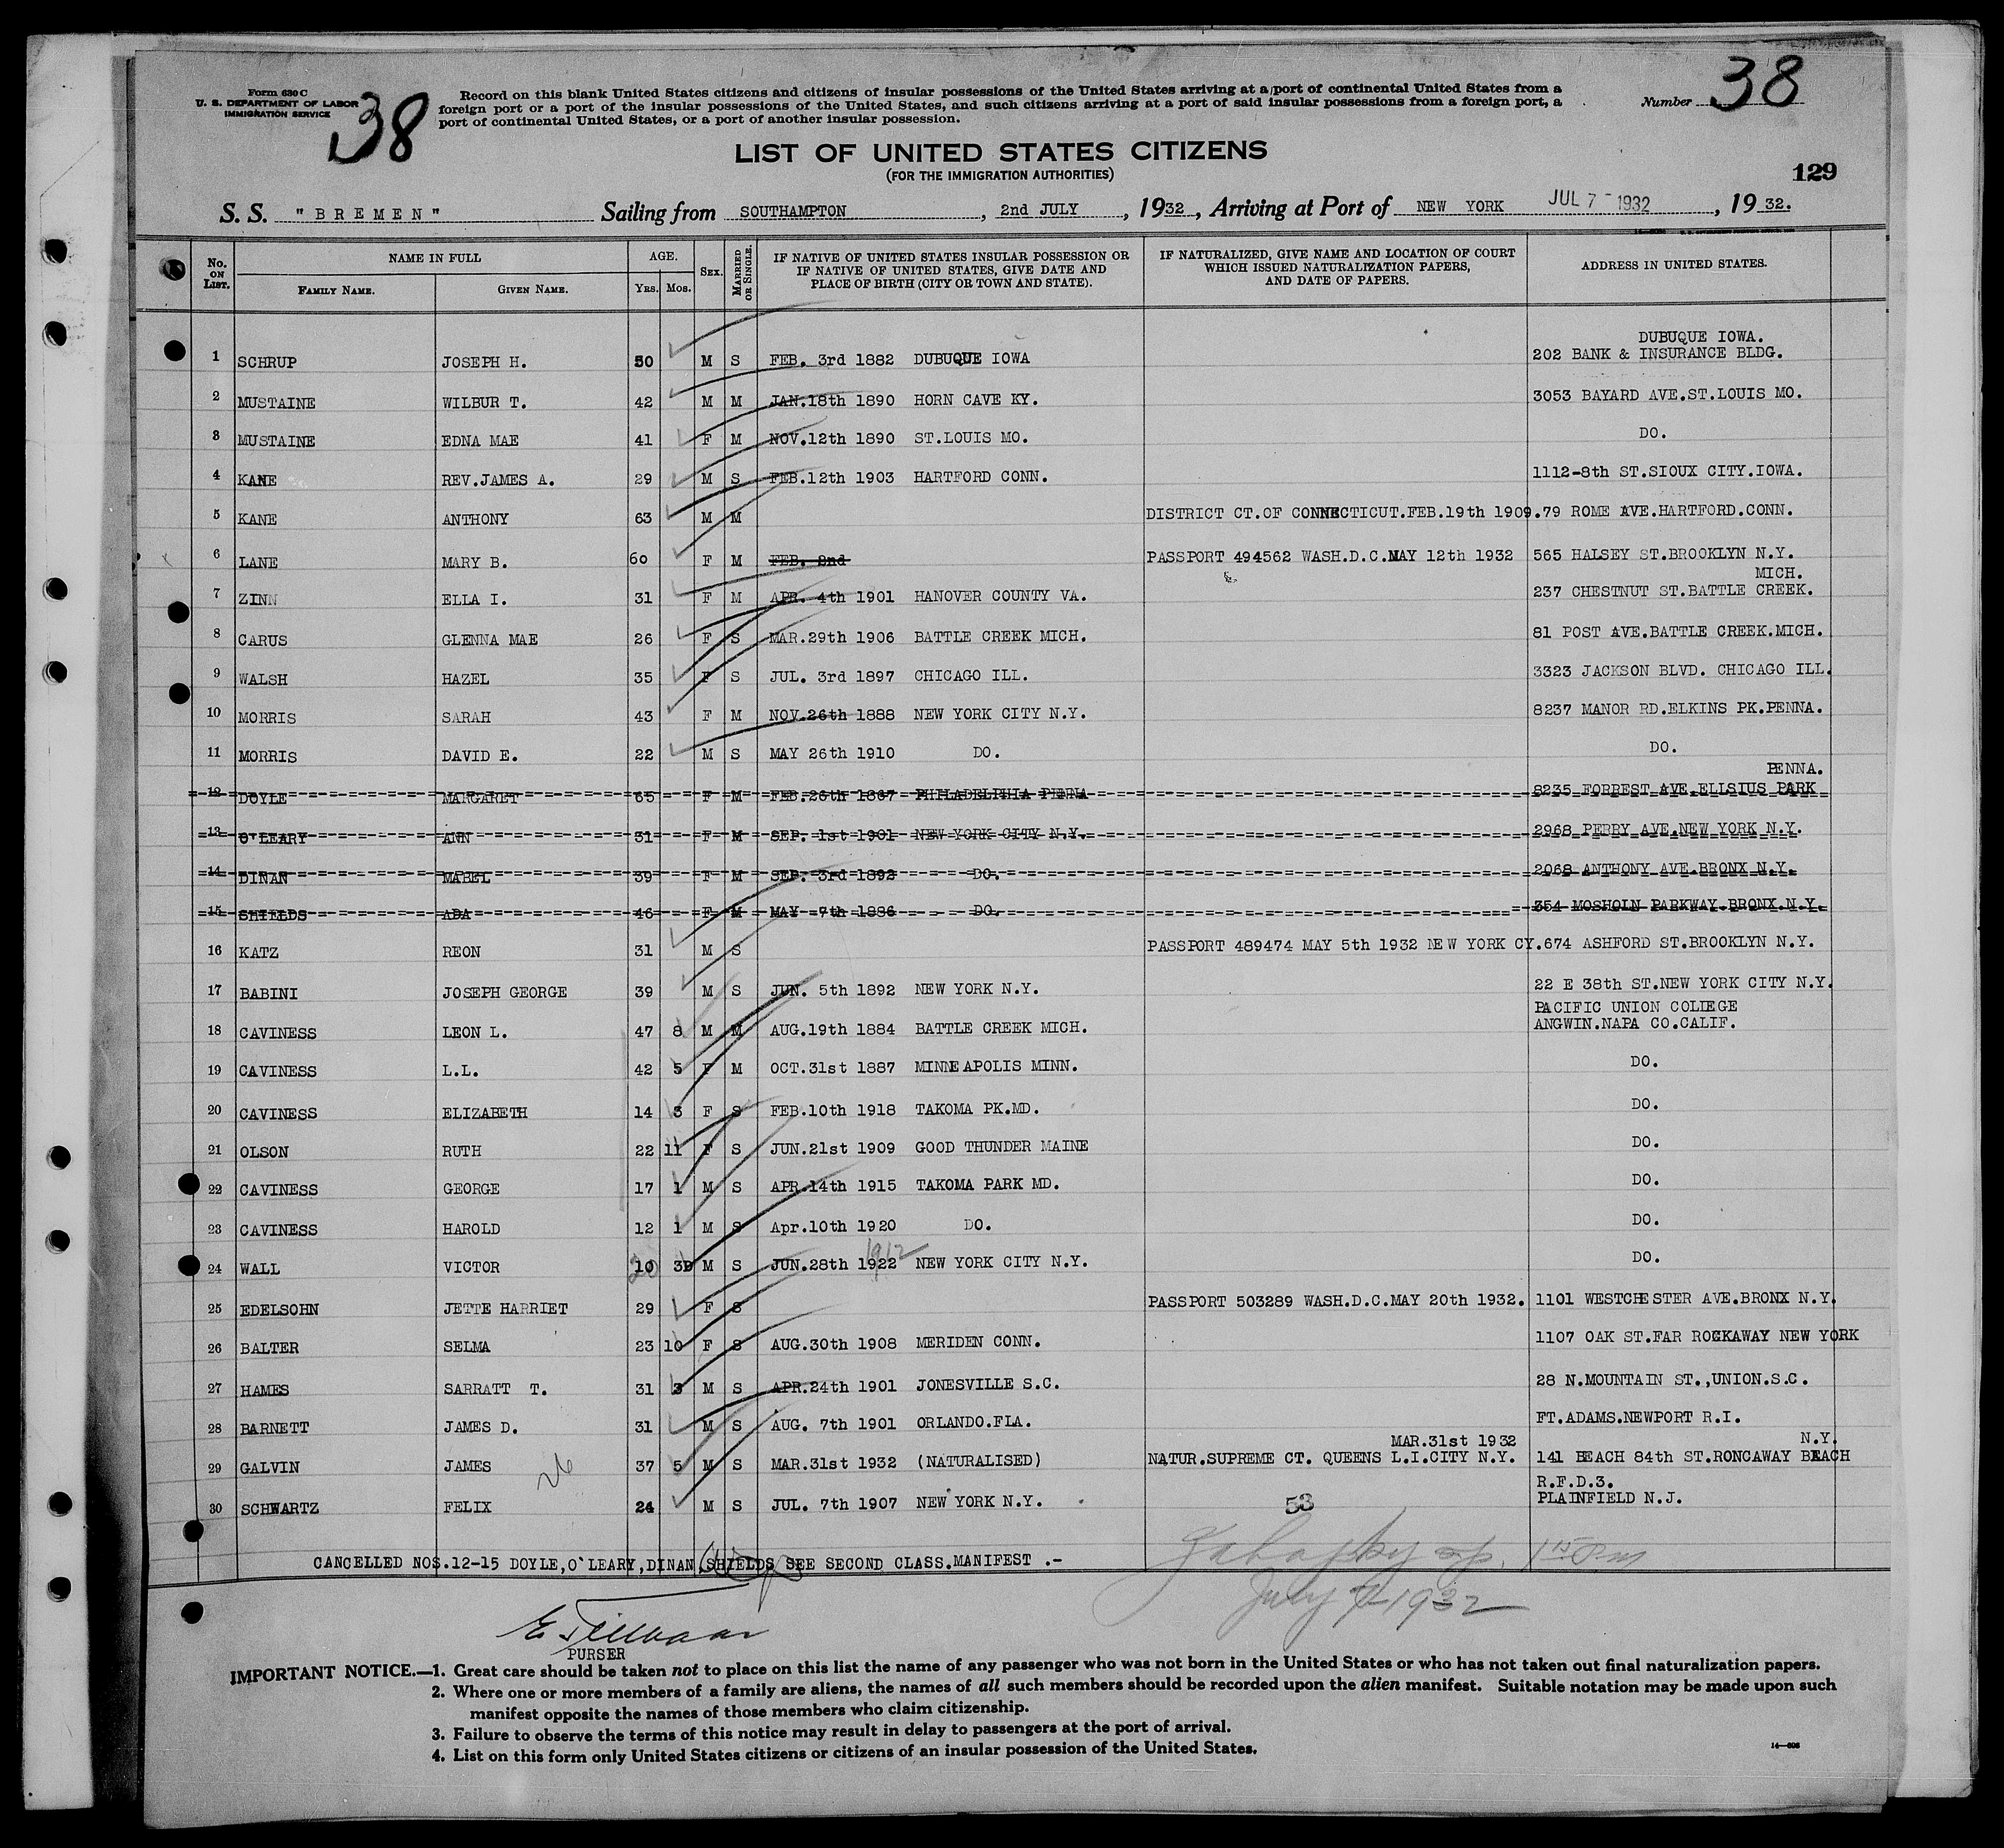 Form 630 C
U. S. DEPARTMENT OF LABOR
IMMIGRATION SERVICE
38
Record on this blank United States citizens and citizens of insular possessions of the United States arriving at a port of continental United States from a
foreign port or a port of the insular possessions of the United States, and such citizens arriving at a port of said insular possessions from a foreign port, a
port of continental United States, or a port of another insular possession.
Number 38
LIST OF UNITED STATES CITIZENS
(FOR THE IMMIGRATION AUTHORITIES)
129
S. S. "BREMEN" Sailing from SOUTHAMPTON, 2nd JULY, 1932, Arriving at Port of NEW YORK JUL 7 - 1932, 19 32.
No. ON LIST. NAME IN FULL FAMILY NAME. GIVEN NAME. AGE. YRS. MOS. SEX. MARRIED OR SINGLE. IF NATIVE OF UNITED STATES INSULAR POSSESSION OR IF NATIVE OF UNITED STATES, GIVE DATE AND PLACE OF BIRTH (CITY OR TOWN AND STATE). IF NATURALIZED, GIVE NAME AND LOCATION OF COURT WHICH ISSUED NATURALIZATION PAPERS, AND DATE OF PAPERS. ADDRESS IN UNITED STATES.
DUBUQUE IOWA.
1 SCHRUP JOSEPH H. 50 M S FEB. 3rd 1882 DUBUQUE IOWA 202 BANK & INSURANCE BLDG.
2 MUSTAINE WILBUR T. 42 M M JAN.18th 1890 HORN CAVE KY. 3053 BAYARD AVE.ST.LOUIS MO.
3 MUSTAINE EDNA MAE 41 F M NOV.12th 1890 ST.LOUIS MO. DO.
4 KANE REV.JAMES A. 29 M S FEB.12th 1903 HARTFORD CONN. 1112-8th ST.SIOUX CITY.IOWA.
5 KANE ANTHONY 63 M M DISTRICT CT.OF CONNECTICUT.FEB.19th 1909. 79 ROME AVE.HARTFORD.CONN.
6 LANE MARY B. 60 F M FEB. 2nd PASSPORT 494562 WASH.D.C.MAY 12th 1932 565 HALSEY ST.BROOKLYN N.Y.
MICH.
7 ZINN ELLA I. 31 F M APR. 4th 1901 HANOVER COUNTY VA. 237 CHESTNUT ST.BATTLE CREEK.
8 CARUS GLENNA MAE 26 F S MAR.29th 1906 BATTLE CREEK MICH. 81 POST AVE.BATTLE CREEK.MICH.
9 WALSH HAZEL 35 F S JUL. 3rd 1897 CHICAGO ILL. 3323 JACKSON BLVD. CHICAGO ILL.
10 MORRIS SARAH 43 F M NOV.26th 1888 NEW YORK CITY N.Y. 8237 MANOR RD.ELKINS PK.PENNA.
11 MORRIS DAVID E. 22 M S MAY 26th 1910 DO. DO.
PENNA.
12 DOYLE MARGARET 65 F M FEB.26th 1867 PHILADELPHIA PENNA 8235 FORREST AVE.ELLSIUS PARK
13 O'LEARY ANN 31 F M SEP. 1st 1901 NEW YORK CITY N.Y. 2968 PERRY AVE.NEW YORK N.Y.
14 DINAN MABEL 39 F M SEP. 3rd 1892 DO. 2068 ANTHONY AVE.BRONX N.Y.
15 SHIELDS ADA 46 F M MAY 7th 1886 DO. 354 MOSHOLN PARKWAY.BRONX.N.Y.
16 KATZ REON 31 M S PASSPORT 489474 MAY 5th 1932 NEW YORK CY. 674 ASHFORD ST.BROOKLYN N.Y.
17 BABINI JOSEPH GEORGE 39 M S JUN. 5th 1892 NEW YORK N.Y. 22 E 38th ST.NEW YORK CITY N.Y.
PACIFIC UNION COLLEGE
18 CAVINESS LEON L. 47 8 M M AUG.19th 1884 BATTLE CREEK MICH. ANGWIN.NAPA CO.CALIF.
19 CAVINESS L.L. 42 5 F M OCT.31st 1887 MINNEAPOLIS MINN. DO.
20 CAVINESS ELIZABETH 14 3 F S FEB.10th 1918 TAKOMA PK.MD. DO.
21 OLSON RUTH 22 11 F S JUN.21st 1909 GOOD THUNDER MAINE DO.
22 CAVINESS GEORGE 17 1 M S APR.14th 1915 TAKOMA PARK MD. DO.
23 CAVINESS HAROLD 12 1 M S Apr.10th 1920 DO. DO.
1912
24 WALL VICTOR 10 20 M S JUN.28th 1922 NEW YORK CITY N.Y. DO.
25 EDELSOHN JETTE HARRIET 29 F S PASSPORT 503289 WASH.D.C.MAY 20th 1932. 1101 WESTCHESTER AVE.BRONX N.Y.
26 BALTER SELMA 23 10 F S AUG.30th 1908 MERIDEN CONN. 1107 OAK ST.FAR ROCKAWAY NEW YORK
27 HAMES SARRATT T. 31 3 M S APR.24th 1901 JONESVILLE S.C. 28 N.MOUNTAIN ST.,UNION.S.C.
28 BARNETT JAMES D. 31 M S AUG. 7th 1901 ORLANDO.FLA. FT.ADAMS.NEWPORT R.I.
MAR.31st 1932 N.Y.
29 GALVIN JAMES 37 5 M S MAR.31st 1932 (NATURALISED) NATUR.SUPREME CT. QUEENS L.I.CITY N.Y. 141 BEACH 84th ST.RONCAWAY BEACH
R.F.D.3.
30 SCHWARTZ FELIX 24 M S JUL. 7th 1907 NEW YORK N.Y. 53 PLAINFIELD N.J.
26
CANCELLED NOS.12-15 DOYLE,O'LEARY,DINAN,SHIELDS SEE SECOND CLASS.MANIFEST .-
July 7-1932
PURSER
IMPORTANT NOTICE.—1. Great care should be taken not to place on this list the name of any passenger who was not born in the United States or who has not taken out final naturalization papers.
2. Where one or more members of a family are aliens, the names of all such members should be recorded upon the alien manifest. Suitable notation may be made upon such
manifest opposite the names of those members who claim citizenship.
3. Failure to observe the terms of this notice may result in delay to passengers at the port of arrival.
4. List on this form only United States citizens or citizens of an insular possession of the United States.